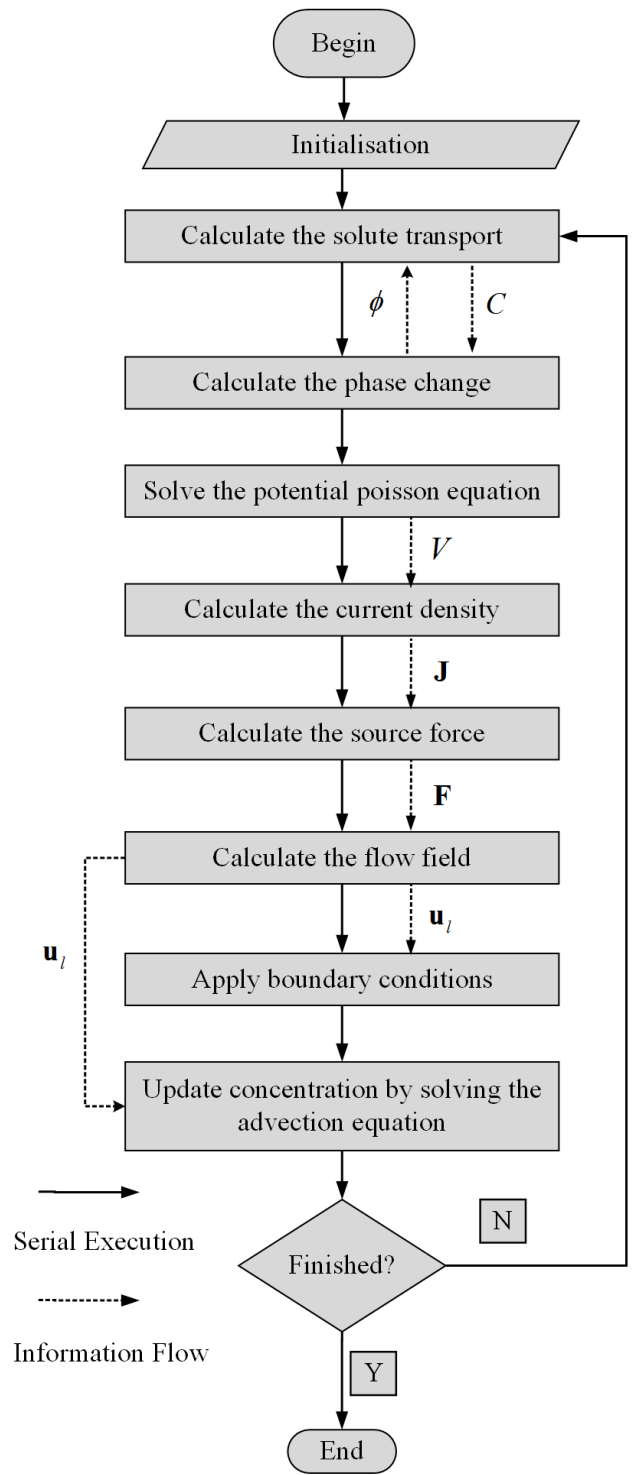 Begin
Initialisation
Calculate the solute transport
ϕ
C
Calculate the phase change
Solve the potential poisson equation
V
Calculate the current density
J
Calculate the source force
F
Calculate the flow field
u_l
u_l
Apply boundary conditions
Update concentration by solving the
advection equation
Serial Execution
N
Finished?
Information Flow
Y
End